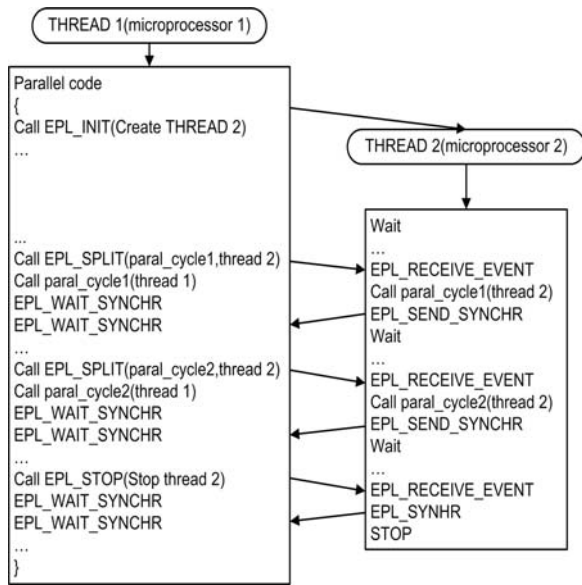 THREAD 1(microprocessor 1)
Parallel code
{
Call EPL_INIT(Create THREAD 2)
...
...
Call EPL_SPLIT(paral_cycle1,thread 2)
Call paral_cycle1(thread 1)
EPL_WAIT_SYNCHR
EPL_WAIT_SYNCHR
...
Call EPL_SPLIT(paral_cycle2,thread 2)
Call paral_cycle2(thread 1)
EPL_WAIT_SYNCHR
EPL_WAIT_SYNCHR
...
Call EPL_STOP(Stop thread 2)
EPL_WAIT_SYNCHR
EPL_WAIT_SYNCHR
...
}
THREAD 2(microprocessor 2)
Wait
...
EPL_RECEIVE_EVENT
Call paral_cycle1(thread 2)
EPL_SEND_SYNCHR
Wait
...
EPL_RECEIVE_EVENT
Call paral_cycle2(thread 2)
EPL_SEND_SYNCHR
Wait
...
EPL_RECEIVE_EVENT
EPL_SYNHR
STOP